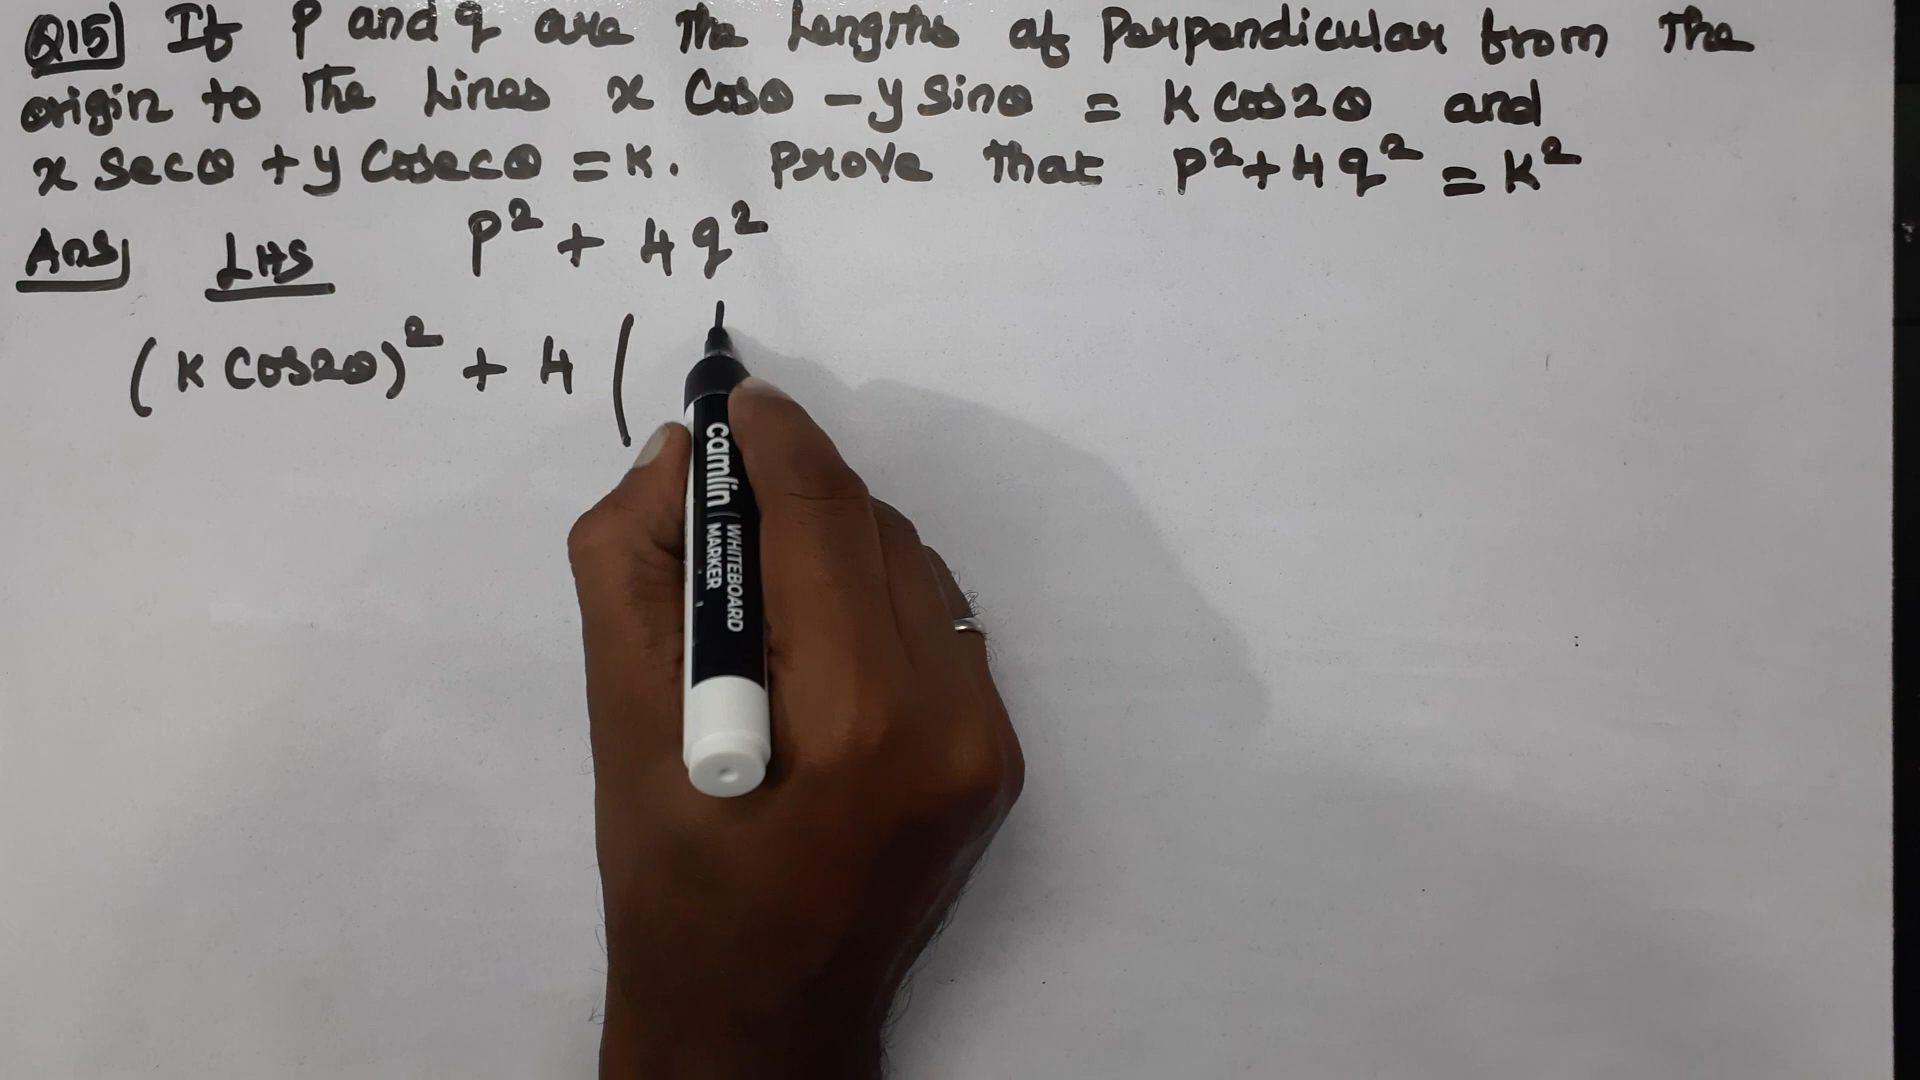 Q15] If P and q are the lengths of Perpendicular from the
origin to the lines x Cosθ – y Sinθ = K Cos2θ and
x Secθ + y Cosecθ = K. Prove that P² + 4q² = K²
Ans] LHS P² + 4q²
(K Cos2θ)² + 4 (
camlin WHITEBOARD MARKER